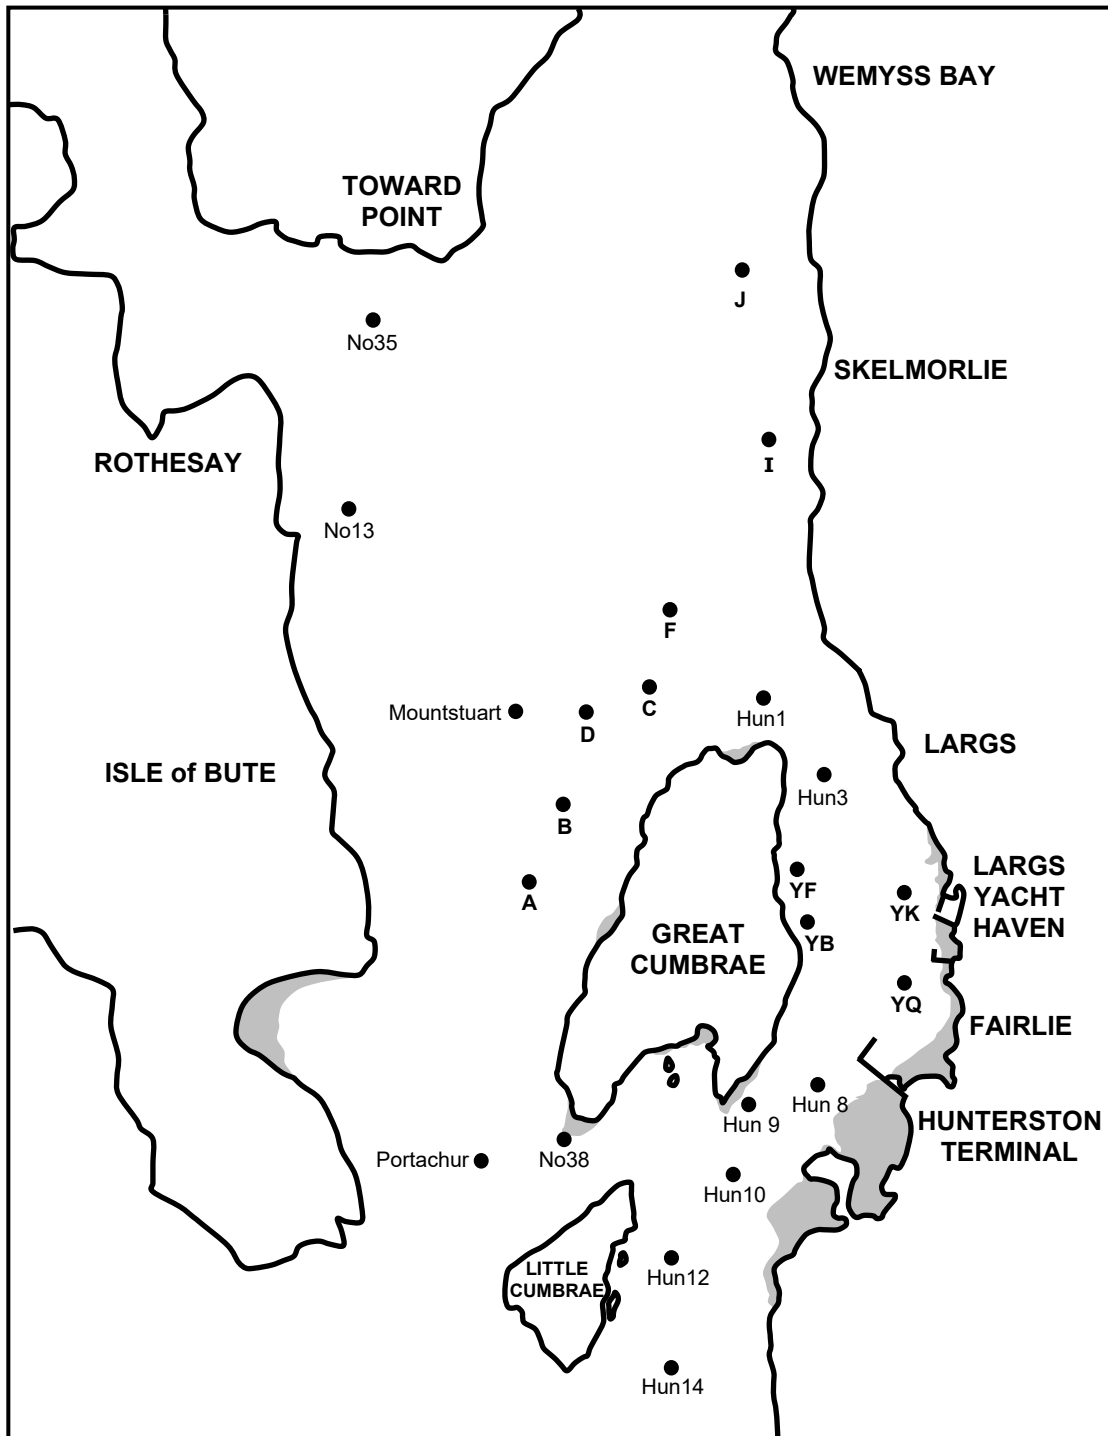 WEMYSS BAY
TOWARD
POINT
J
No35
SKELMORLIE
ROTHESAY
I
No13
F
Mountstuart
D
C
Hun1
LARGS
ISLE of BUTE
Hun3
B
A
YF
YK
LARGS
YACHT
HAVEN
YB
GREAT
CUMBRAE
YQ
FAIRLIE
Hun 8
Hun 9
HUNTERSTON
TERMINAL
Portachur
No38
Hun10
LITTLE
CUMBRAE
Hun12
Hun14